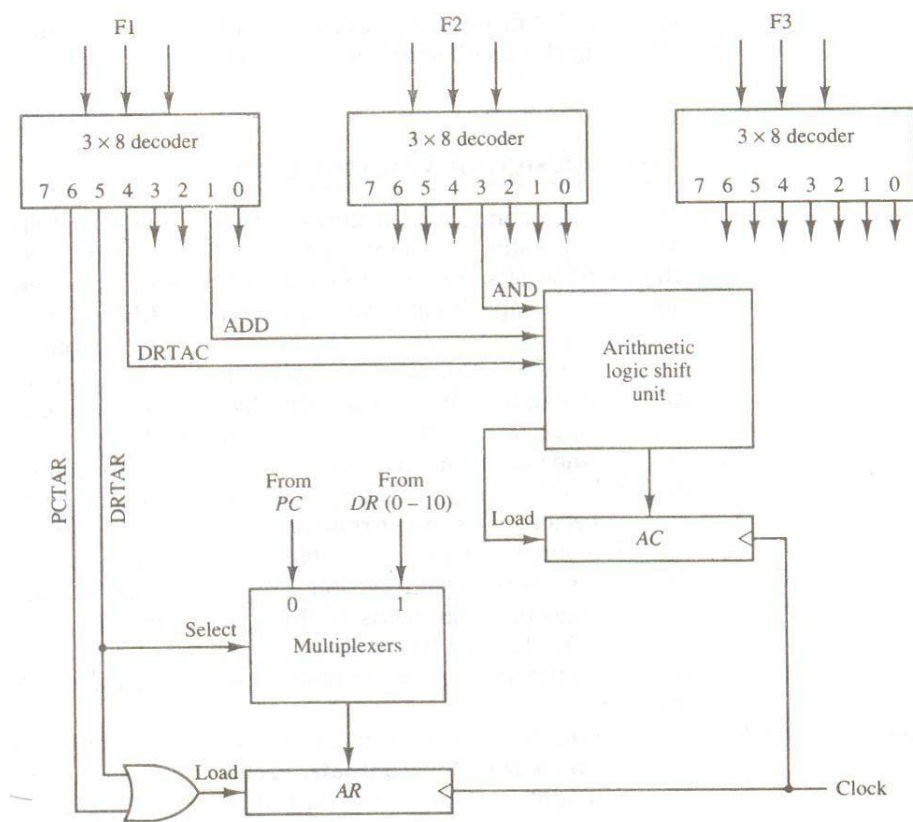 F1
F2
F3
3 × 8 decoder
3 × 8 decoder
3 × 8 decoder
7 6 5 4 3 2 1 0
7 6 5 4 3 2 1 0
7 6 5 4 3 2 1 0
AND
ADD
DRTAC
Arithmetic
logic shift
unit
PCTAR
DRTAR
From
PC
From
DR (0 – 10)
Load
AC
0
1
Select
Multiplexers
Load
AR
Clock